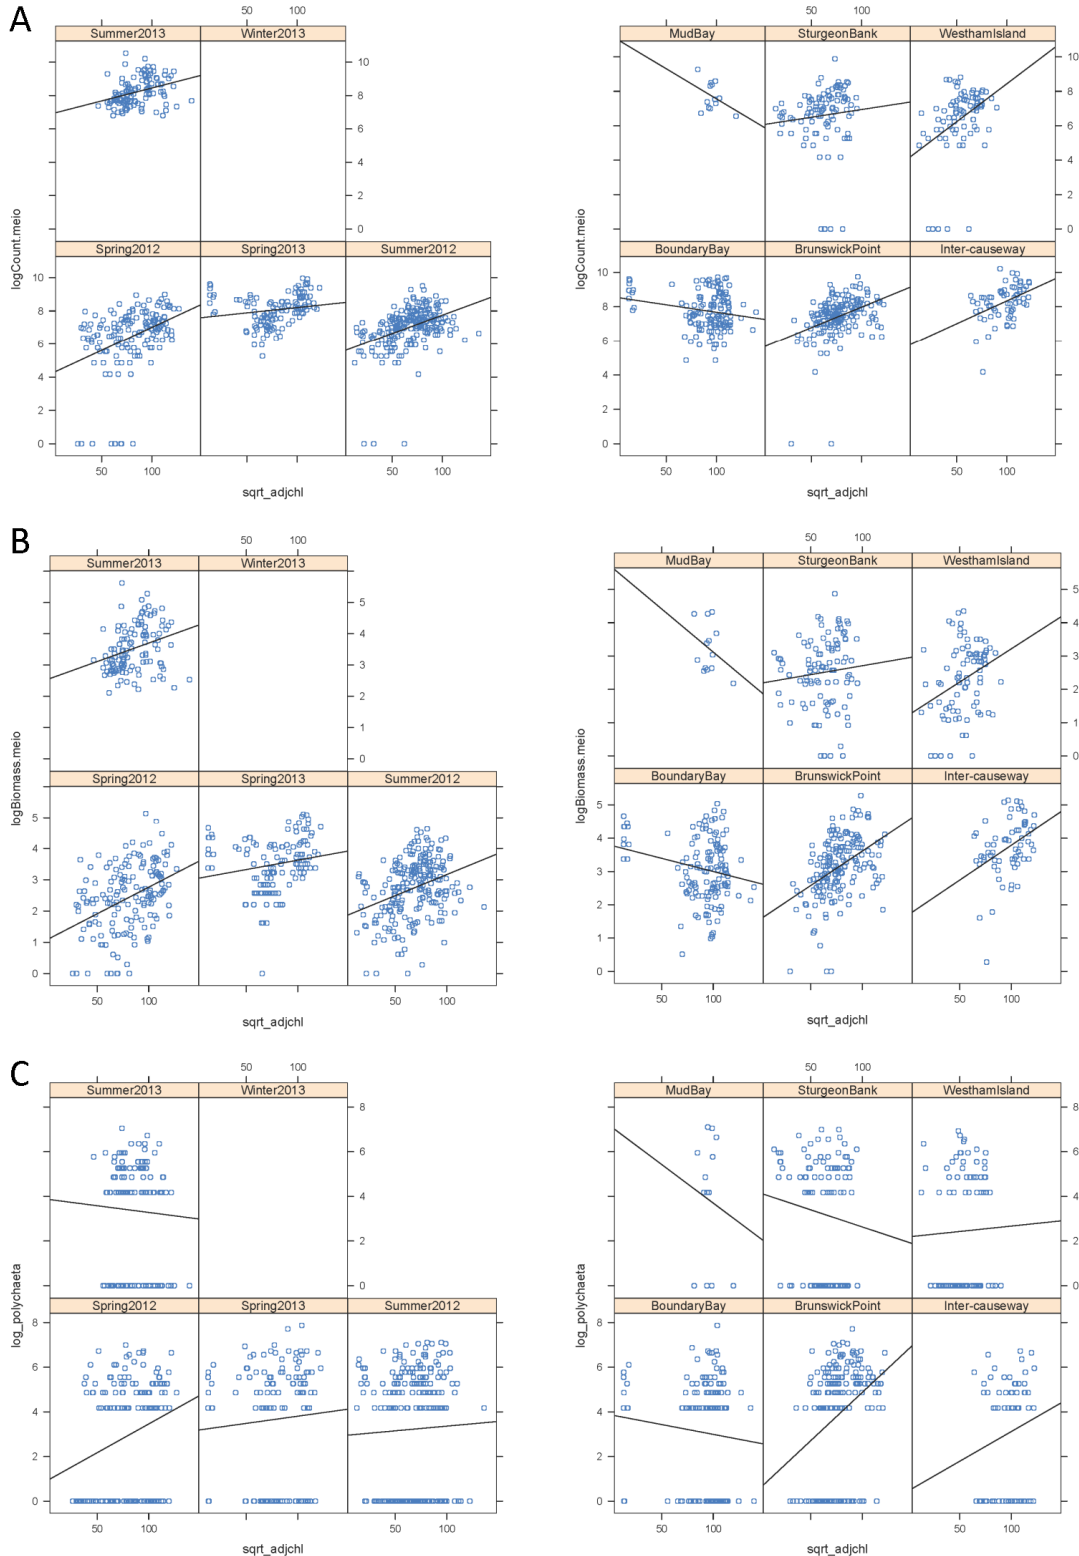 A
50 100
50 100
Summer2013 Winter2013
MudBay SturgeonBank WesthamIsland
10
8
6
4
2
0
10
8
6
4
2
0
logCount.meio
logCount.meio
Spring2012 Spring2013 Summer2012
BoundaryBay BrunswickPoint Inter-causeway
10
8
6
4
2
0
10
8
6
4
2
0
50 100 50 100
50 100 50 100
sqrt_adjchl
sqrt_adjchl
B
50 100
50 100
Summer2013 Winter2013
MudBay SturgeonBank WesthamIsland
5
4
3
2
1
0
5
4
3
2
1
0
logBiomass.meio
logBiomass.meio
Spring2012 Spring2013 Summer2012
BoundaryBay BrunswickPoint Inter-causeway
5
4
3
2
1
0
5
4
3
2
1
0
50 100 50 100
50 100 50 100
sqrt_adjchl
sqrt_adjchl
C
50 100
50 100
Summer2013 Winter2013
MudBay SturgeonBank WesthamIsland
8
6
4
2
0
8
6
4
2
0
log_polychaeta
log_polychaeta
Spring2012 Spring2013 Summer2012
BoundaryBay BrunswickPoint Inter-causeway
8
6
4
2
0
8
6
4
2
0
50 100 50 100
50 100 50 100
sqrt_adjchl
sqrt_adjchl